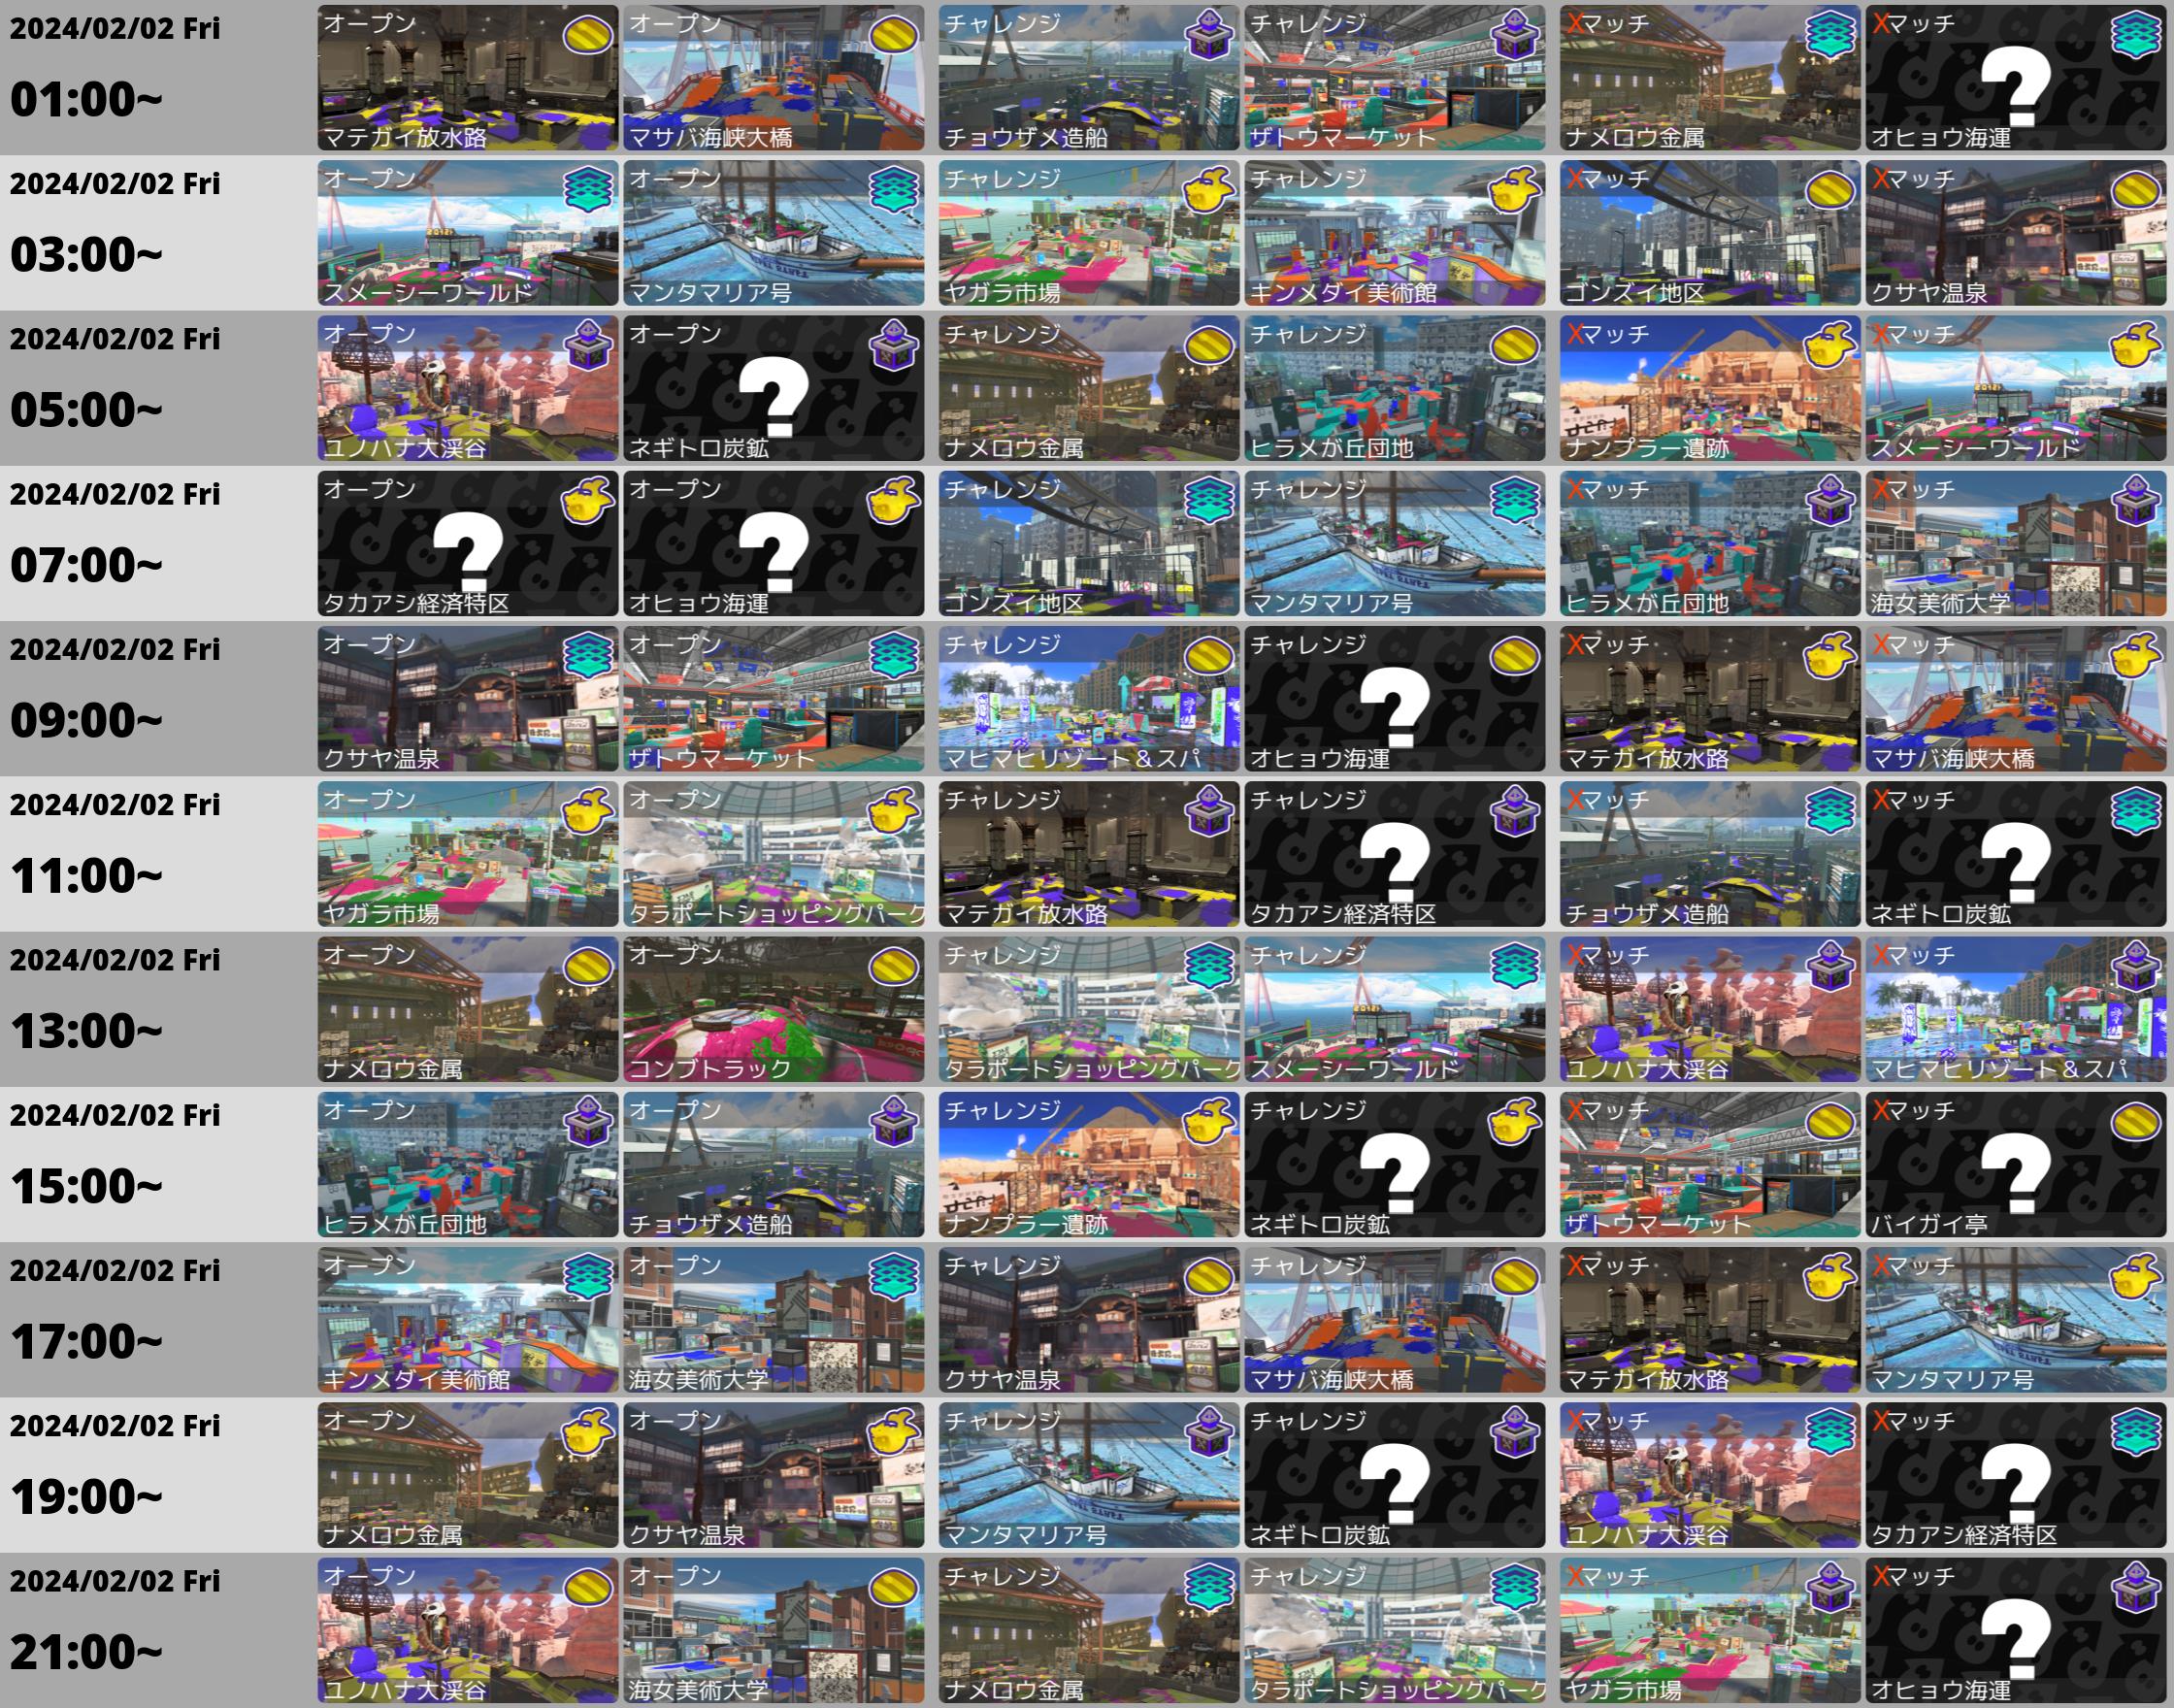 2024/02/02 Fri
01:00~
オープン
マテガイ放水路
オープン
マサバ海峡大橋
チャレンジ
チョウザメ造船
チャレンジ
ザトウマーケット
Xマッチ
ナメロウ金属
Xマッチ
オヒョウ海運
2024/02/02 Fri
03:00~
オープン
スメーシーワールド
オープン
マンタマリア号
チャレンジ
ヤガラ市場
チャレンジ
キンメダイ美術館
Xマッチ
ゴンズイ地区
Xマッチ
クサヤ温泉
2024/02/02 Fri
05:00~
オープン
ユノハナ大渓谷
オープン
ネギトロ炭鉱
チャレンジ
ナメロウ金属
チャレンジ
ヒラメが丘団地
Xマッチ
ナンプラー遺跡
Xマッチ
スメーシーワールド
2024/02/02 Fri
07:00~
オープン
タカアシ経済特区
オープン
オヒョウ海運
チャレンジ
ゴンズイ地区
チャレンジ
マンタマリア号
Xマッチ
ヒラメが丘団地
Xマッチ
海女美術大学
2024/02/02 Fri
09:00~
オープン
クサヤ温泉
オープン
ザトウマーケット
チャレンジ
マヒマヒリゾート＆スパ
チャレンジ
オヒョウ海運
Xマッチ
マテガイ放水路
Xマッチ
マサバ海峡大橋
2024/02/02 Fri
11:00~
オープン
ヤガラ市場
オープン
タラポートショッピングパーク
チャレンジ
マテガイ放水路
チャレンジ
タカアシ経済特区
Xマッチ
チョウザメ造船
Xマッチ
ネギトロ炭鉱
2024/02/02 Fri
13:00~
オープン
ナメロウ金属
オープン
コンブトラック
チャレンジ
タラポートショッピングパーク
チャレンジ
スメーシーワールド
Xマッチ
ユノハナ大渓谷
Xマッチ
マヒマヒリゾート＆スパ
2024/02/02 Fri
15:00~
オープン
ヒラメが丘団地
オープン
チョウザメ造船
チャレンジ
ナンプラー遺跡
チャレンジ
ネギトロ炭鉱
Xマッチ
ザトウマーケット
Xマッチ
バイガイ亭
2024/02/02 Fri
17:00~
オープン
キンメダイ美術館
オープン
海女美術大学
チャレンジ
クサヤ温泉
チャレンジ
マサバ海峡大橋
Xマッチ
マテガイ放水路
Xマッチ
マンタマリア号
2024/02/02 Fri
19:00~
オープン
ナメロウ金属
オープン
クサヤ温泉
チャレンジ
マンタマリア号
チャレンジ
ネギトロ炭鉱
Xマッチ
ユノハナ大渓谷
Xマッチ
タカアシ経済特区
2024/02/02 Fri
21:00~
オープン
ユノハナ大渓谷
オープン
海女美術大学
チャレンジ
ナメロウ金属
チャレンジ
タラポートショッピングパーク
Xマッチ
ヤガラ市場
Xマッチ
オヒョウ海運